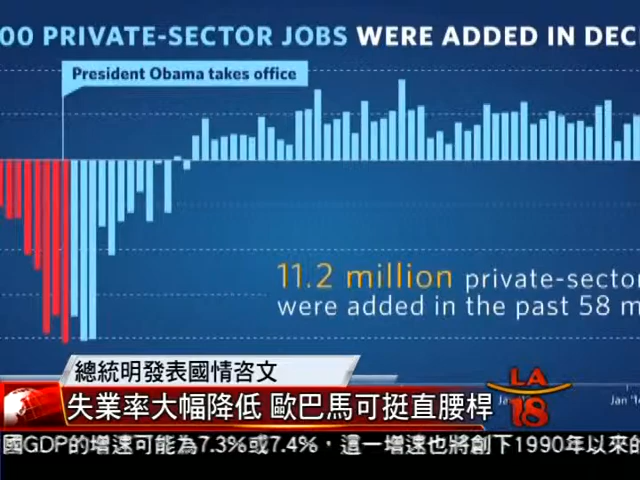 00 PRIVATE-SECTOR JOBS WERE ADDED IN DEC
President Obama takes office
11.2 million private-sector
were added in the past 58 m
總統明發表國情咨文
失業率大幅降低 歐巴馬可挺直腰桿
LA
18
Ja
Jan '1
國GDP的增速可能為7.3%或7.4%，這一增速也將創下1990年以來的